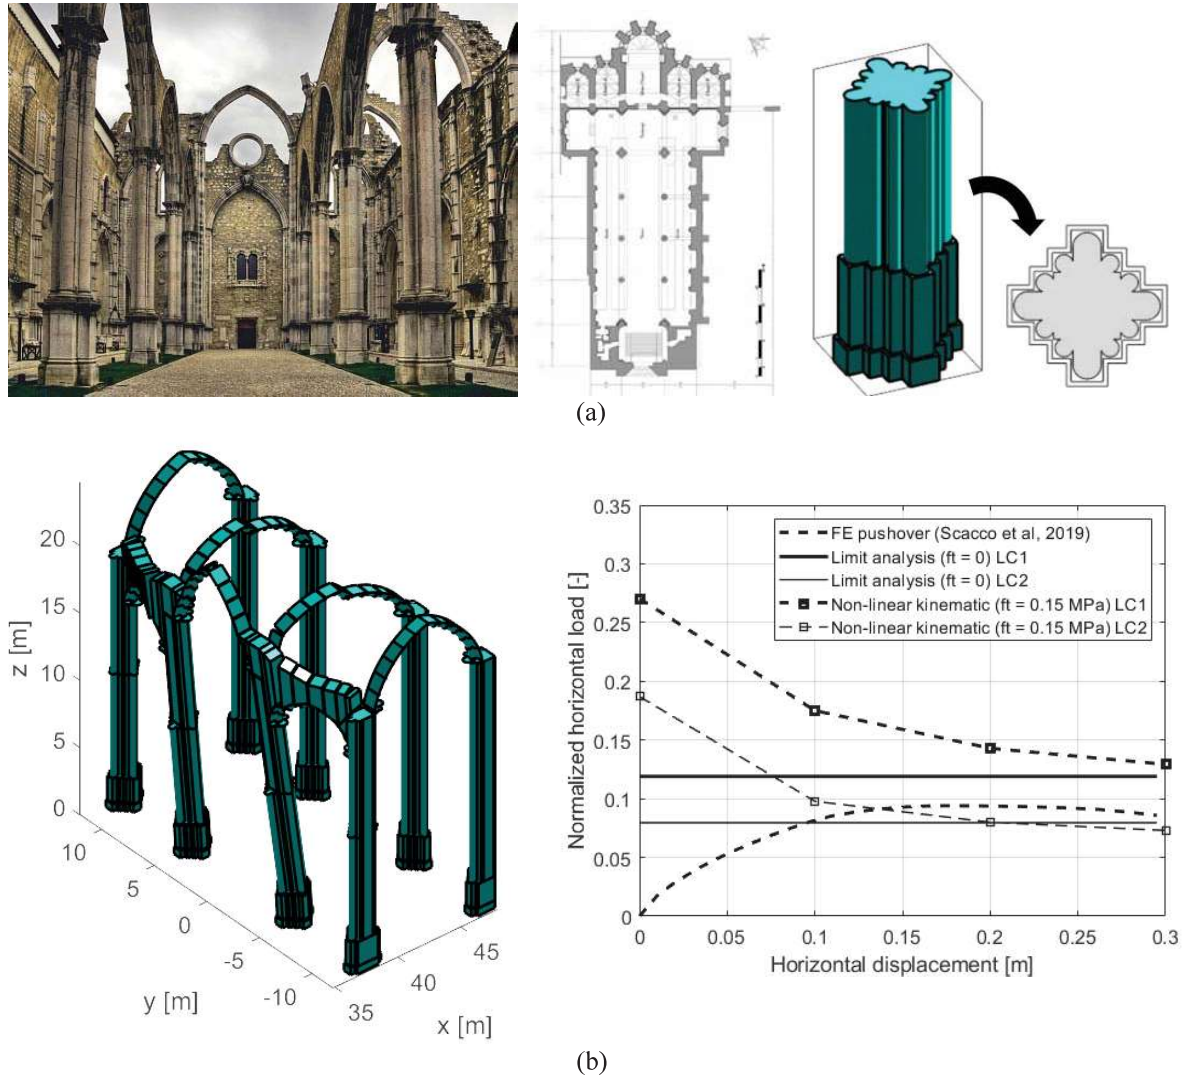 (a)
20
15
10
5
0
z [m]
10
5
0
-5
-10
y [m]
35
40
45
x [m]
0.35
0.3
0.25
0.2
0.15
0.1
0.05
0
Normalized horizontal load [-]
FE pushover (Scacco et al, 2019)
Limit analysis (ft = 0) LC1
Limit analysis (ft = 0) LC2
Non-linear kinematic (ft = 0.15 MPa) LC1
Non-linear kinematic (ft = 0.15 MPa) LC2
0
0.05
0.1
0.15
0.2
0.25
0.3
Horizontal displacement [m]
(b)